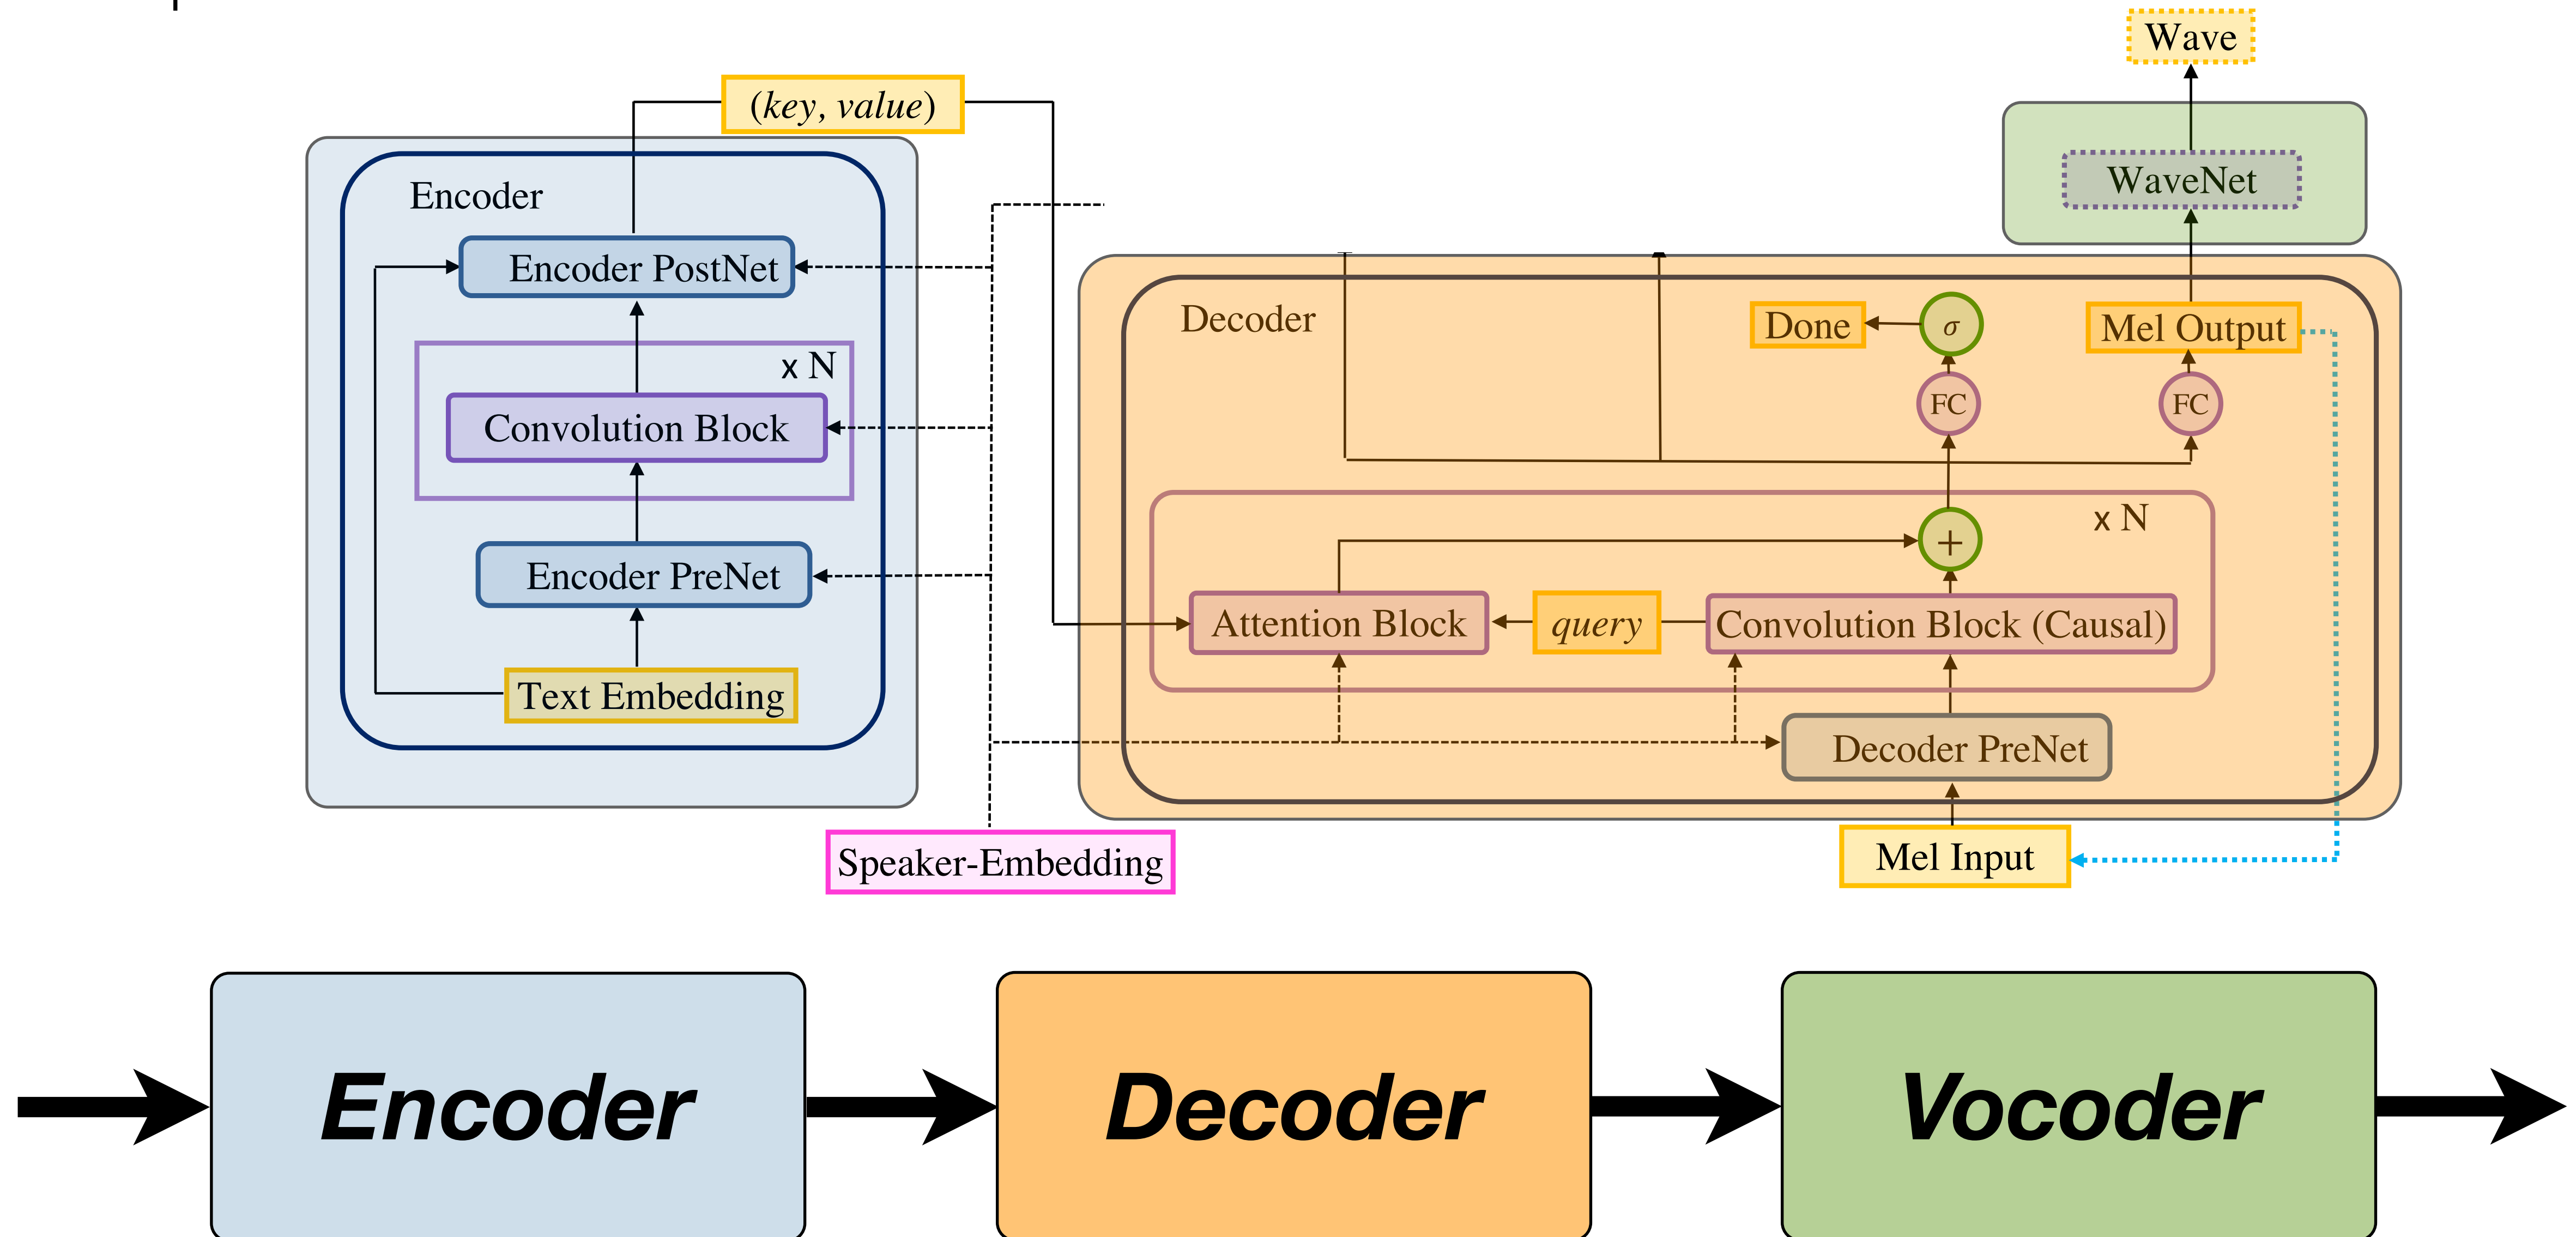 Wave
(key, value)
WaveNet
Encoder
Encoder PostNet
x N
Convolution Block
Encoder PreNet
Text Embedding
Speaker-Embedding
Decoder
Done
σ
Mel Output
FC
FC
x N
+
Attention Block
query
Convolution Block (Causal)
Decoder PreNet
Mel Input
Encoder
Decoder
Vocoder